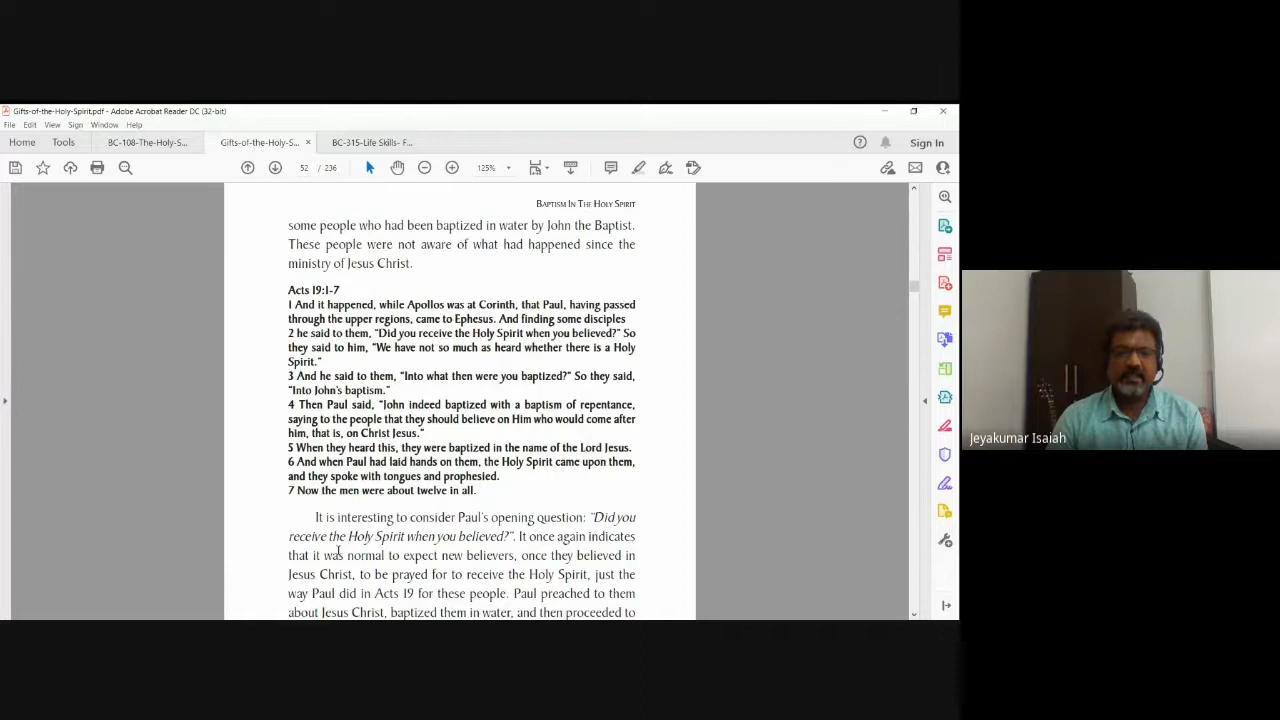 Gifts-of-the-Holy-Spirit.pdf - Adobe Acrobat Reader DC (32-bit)
File Edit View Sign Window Help
Home Tools BC-108-The-Holy-S... Gifts-of-the-Holy-S... × BC-315-Life Skills- F... Sign In
52 / 236 125%
BAPTISM IN THE HOLY SPIRIT
some people who had been baptized in water by John the Baptist.
These people were not aware of what had happened since the
ministry of Jesus Christ.
Acts 19:1-7
1 And it happened, while Apollos was at Corinth, that Paul, having passed
through the upper regions, came to Ephesus. And finding some disciples
2 he said to them, "Did you receive the Holy Spirit when you believed?" So
they said to him, "We have not so much as heard whether there is a Holy
Spirit."
3 And he said to them, "Into what then were you baptized?" So they said,
"Into John's baptism."
4 Then Paul said, "John indeed baptized with a baptism of repentance,
saying to the people that they should believe on Him who would come after
him, that is, on Christ Jesus."
5 When they heard this, they were baptized in the name of the Lord Jesus.
6 And when Paul had laid hands on them, the Holy Spirit came upon them,
and they spoke with tongues and prophesied.
7 Now the men were about twelve in all.
It is interesting to consider Paul's opening question: "Did you
receive the Holy Spirit when you believed?". It once again indicates
that it was normal to expect new believers, once they believed in
Jesus Christ, to be prayed for to receive the Holy Spirit, just the
way Paul did in Acts 19 for these people. Paul preached to them
about Jesus Christ, baptized them in water, and then proceeded to
Jeyakumar Isaiah